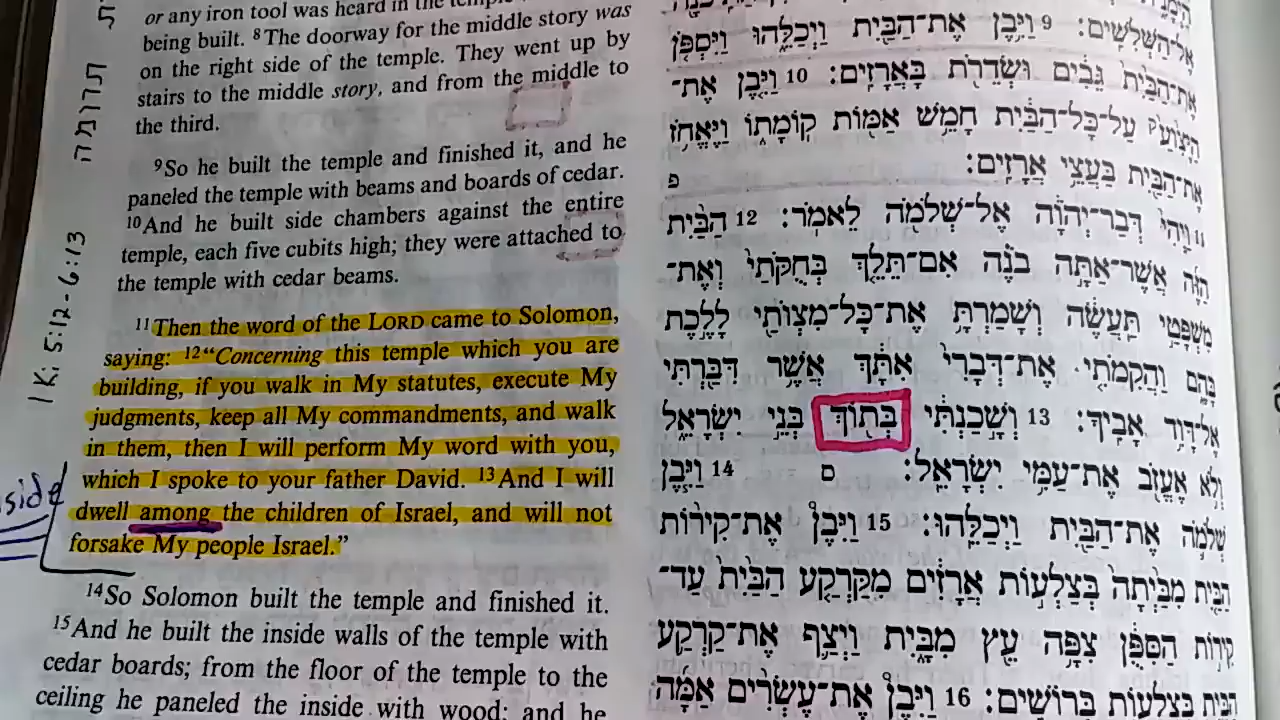 or any iron tool was heard in the temple
being built. ⁸The doorway for the middle story was
on the right side of the temple. They went up by
stairs to the middle story, and from the middle to
the third.
⁹So he built the temple and finished it, and he
paneled the temple with beams and boards of cedar.
¹⁰And he built side chambers against the entire
temple, each five cubits high; they were attached to
the temple with cedar beams.
¹¹Then the word of the LORD came to Solomon,
saying: ¹²“Concerning this temple which you are
building, if you walk in My statutes, execute My
judgments, keep all My commandments, and walk
in them, then I will perform My word with you,
which I spoke to your father David. ¹³And I will
dwell among the children of Israel, and will not
forsake My people Israel.”
¹⁴So Solomon built the temple and finished it.
¹⁵And he built the inside walls of the temple with
cedar boards; from the floor of the temple to the
ceiling he paneled the inside with wood; and he
תרומה
1 Ki 5:12-6:13
side
אֶל־הַשְּׁלִשִׁים׃ 9 וַיִּבֶן אֶת־הַבַּיִת וַיְכַלֵּהוּ וַיִּסְפֹּן
אֶת־הַבַּיִת גֵּבִים וּשְׂדֵרֹת בָּאֲרָזִים׃ 10 וַיִּבֶן אֶת־
הַיָּצִועַ עַל־כָּל־הַבַּיִת חָמֵשׁ אַמּוֹת קוֹמָתוֹ וַיֶּאֱחֹז
אֶת־הַבַּיִת בַּעֲצֵי אֲרָזִים׃ פ
11 וַיְהִי דְּבַר־יְהוָה אֶל־שְׁלֹמֹה לֵאמֹר׃ 12 הַבַּיִת
הַזֶּה אֲשֶׁר־אַתָּה בֹנֶה אִם־תֵּלֵךְ בְּחֻקֹּתַי וְאֶת־
מִשְׁפָּטַי תַּעֲשֶׂה וְשָׁמַרְתָּ אֶת־כָּל־מִצְוֺתַי לָלֶכֶת
בָּהֶם וַהֲקִמֹתִי אֶת־דְּבָרִי אִתָּךְ אֲשֶׁר דִּבַּרְתִּי
אֶל־דָּוִד אָבִיךָ׃ 13 וְשָׁכַנְתִּי בְּתוֹךְ בְּנֵי יִשְׂרָאֵל
וְלֹא אֶעֱזֹב אֶת־עַמִּי יִשְׂרָאֵל׃ ס 14 וַיִּבֶן
שְׁלֹמֹה אֶת־הַבַּיִת וַיְכַלֵּהוּ׃ 15 וַיִּבֶן אֶת־קִירוֹת
הַבַּיִת מִבַּיְתָה בְּצַלְעוֹת אֲרָזִים מִקַּרְקַע הַבַּיִת עַד־
קִירוֹת הַסִּפֻּן צִפָּה עֵץ מִבָּיִת וַיְצַף אֶת־קַרְקַע
הַבַּיִת בְּצַלְעוֹת בְּרוֹשִׁים׃ 16 וַיִּבֶן אֶת־עֶשְׂרִים אַמָּה